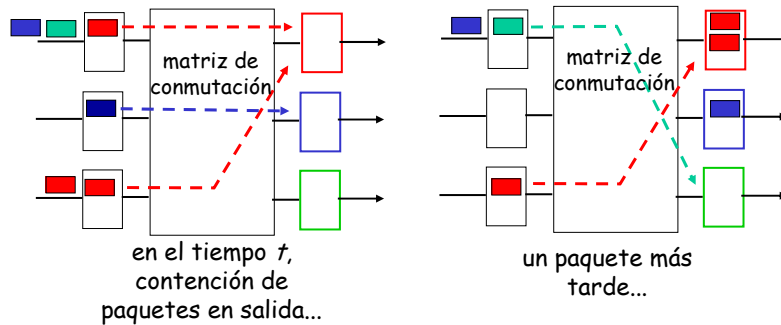 matriz de
conmutación
en el tiempo t,
contención de
paquetes en salida...
matriz de
conmutación
un paquete más
tarde...